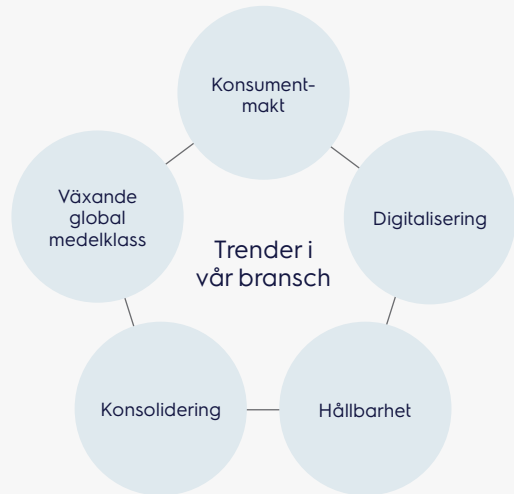 Konsument-
makt
Växande
global
medelklass
Digitalisering
Trender i
vår bransch
Konsolidering
Hållbarhet